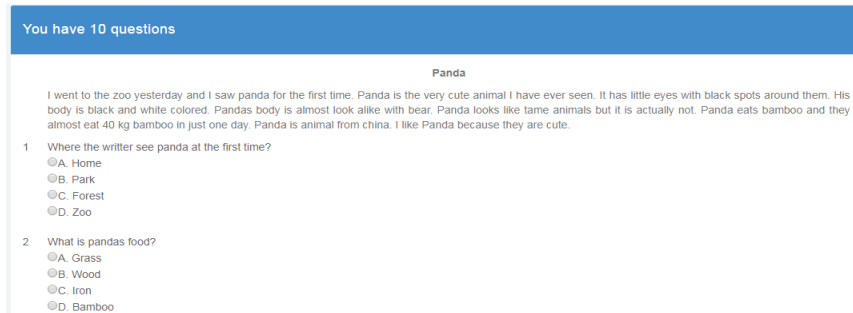 You have 10 questions
Panda
I went to the zoo yesterday and I saw panda for the first time. Panda is the very cute animal I have ever seen. It has little eyes with black spots around them. His
body is black and white colored. Pandas body is almost look alike with bear. Panda looks like tame animals but it is actually not. Panda eats bamboo and they
almost eat 40 kg bamboo in just one day. Panda is animal from china. I like Panda because they are cute.
1 Where the writter see panda at the first time?
A. Home
B. Park
C. Forest
D. Zoo
2 What is pandas food?
A. Grass
B. Wood
C. Iron
D. Bamboo